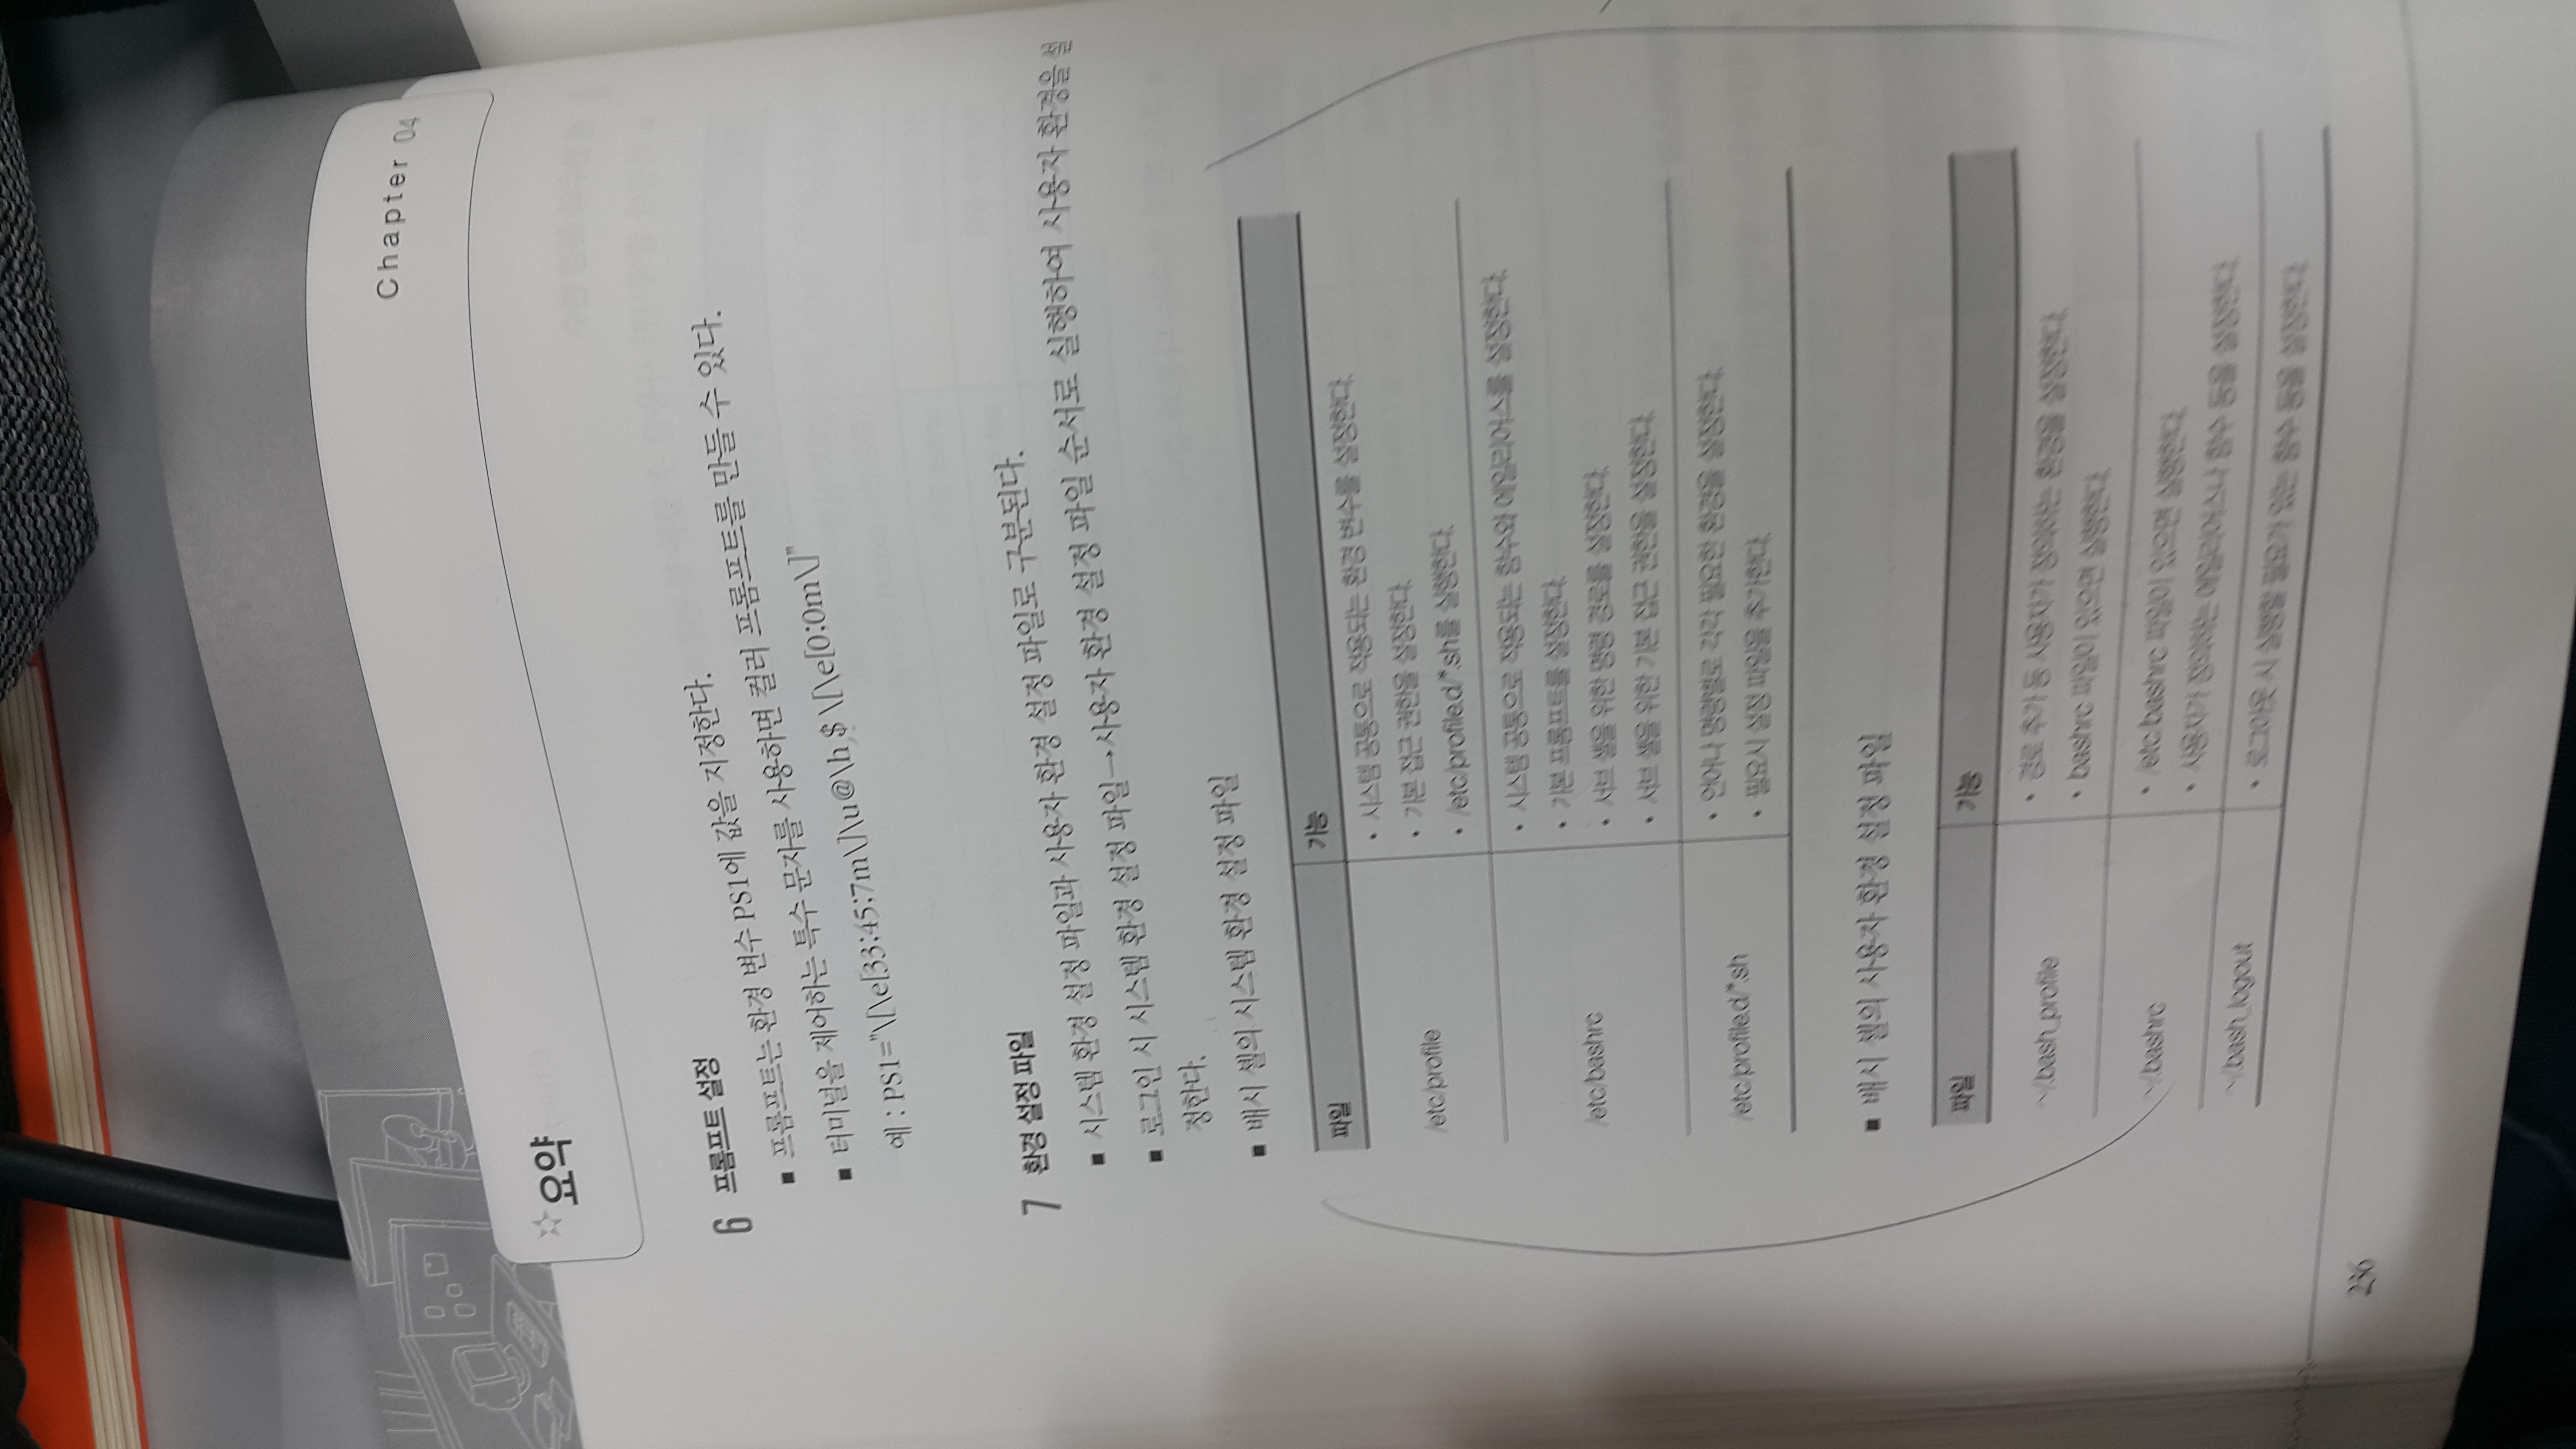 Chapter 04
요약
6 프롬프트 설정
■ 프롬프트는 환경 변수 PS1에 값을 지정한다.
■ 터미널을 제어하는 특수 문자를 사용하면 컬러 프롬프트를 만들 수 있다.
예 : PS1="\[\e[33;45;7m\]\u@\h $ \[\e[0;0m\]"
7 환경 설정 파일
■ 시스템 환경 설정 파일과 사용자 환경 설정 파일로 구분된다.
■ 로그인 시 시스템 환경 설정 파일→사용자 환경 설정 파일 순서로 실행하여 사용자 환경을 설
정한다.
■ 배시 셸의 시스템 환경 설정 파일
파일 기능
/etc/profile
• 시스템 공통으로 적용되는 환경 변수를 설정한다.
• 기본 접근 권한을 설정한다.
• /etc/profile.d/*.sh를 실행한다.
/etc/bashrc
• 시스템 공통으로 적용되는 함수와 에일리어스를 설정한다.
• 기본 프롬프트를 설정한다.
• 서브 셸을 위한 명령 경로를 설정한다.
• 서브 셸을 위한 기본 접근 권한을 설정한다.
/etc/profile.d/*.sh
• 언어나 명령별로 각각 필요한 환경을 설정한다.
• 필요시 설정 파일을 추가한다.
■ 배시 셸의 사용자 환경 설정 파일
파일 기능
~/.bash_profile
• 경로 추가 등 사용자가 정의하는 환경을 설정한다.
• bashrc 파일이 있으면 실행한다.
~/.bashrc
• /etc/bashrc 파일이 있으면 실행한다.
• 사용자가 정의하는 에일리어스나 함수 등을 설정한다.
~/.bash_logout
• 로그아웃 시 실행할 필요가 있는 함수 등을 설정한다.
236